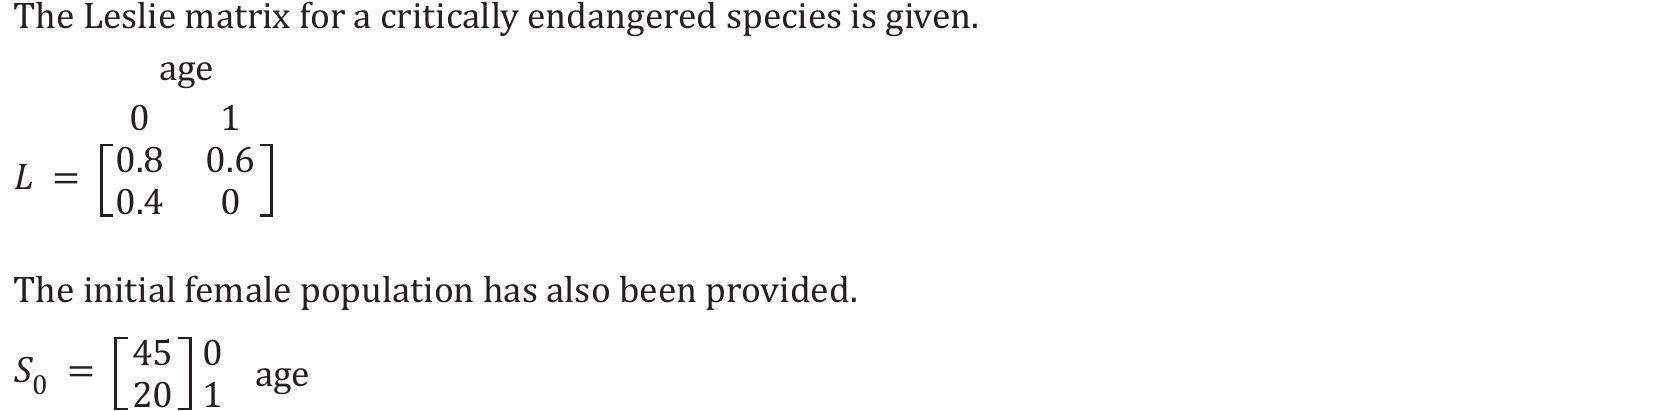 The Leslie matrix for a critically endangered species is given.
age
0 1
L = [0.8 0.6
0.4 0]
The initial female population has also been provided.
S₀ = [45 20] 0 1 age